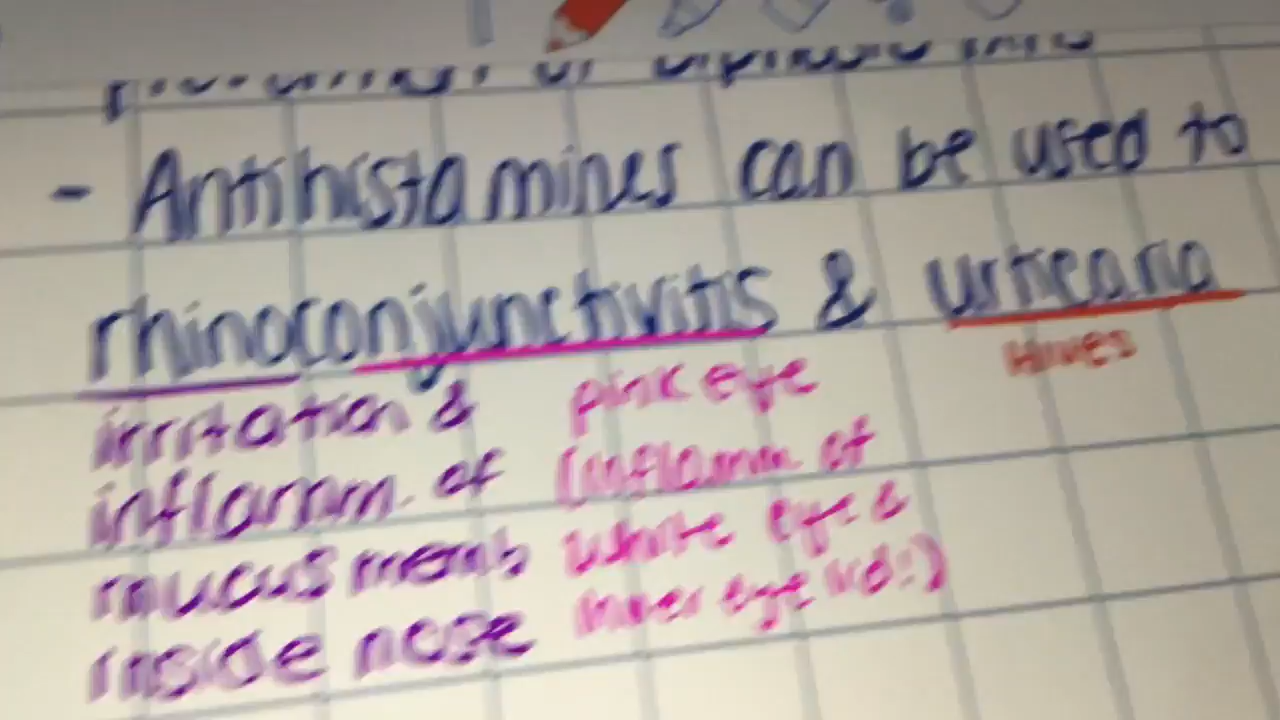 - Antihistamines can be used to
rhinoconjunctivitis & urticaria
Hives
irritation &
inflamm. of
mucus memb
inside nose
pink eye
(inflamm. of
white eye &
inner eye lid!)